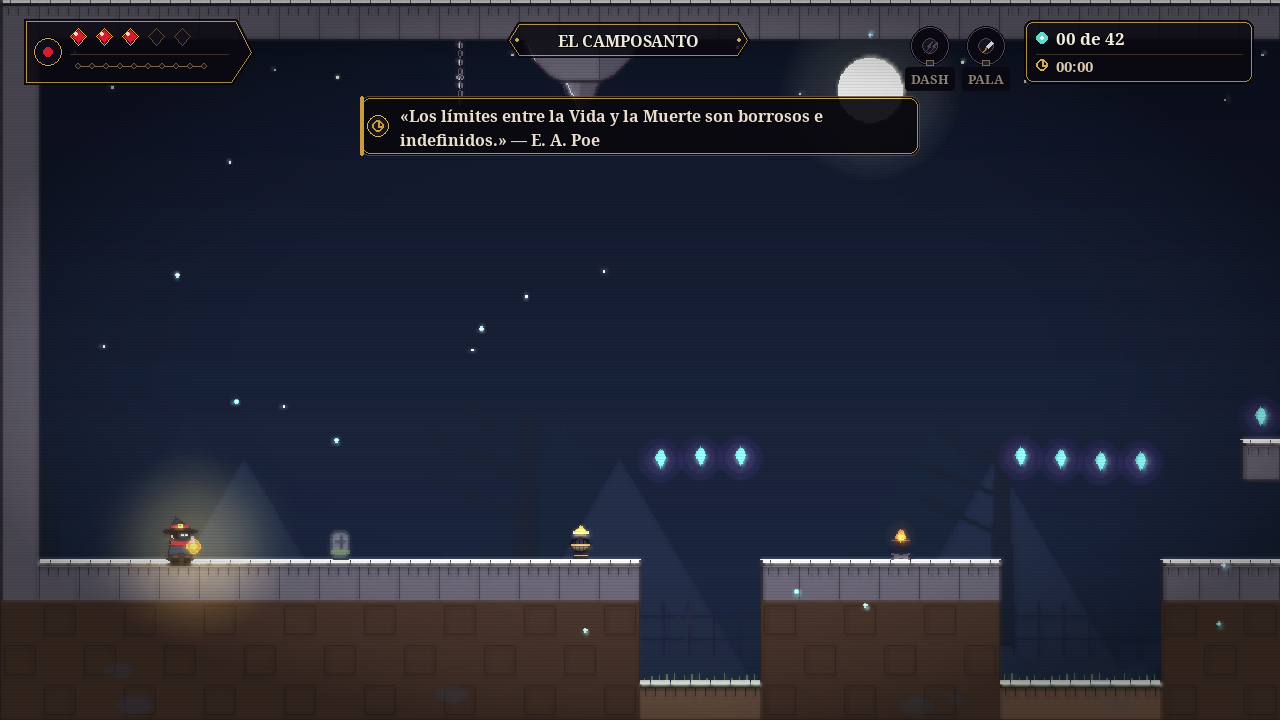 EL CAMPOSANTO
DASH
PALA
00 de 42
00:00
«Los límites entre la Vida y la Muerte son borrosos e
indefinidos.» — E. A. Poe